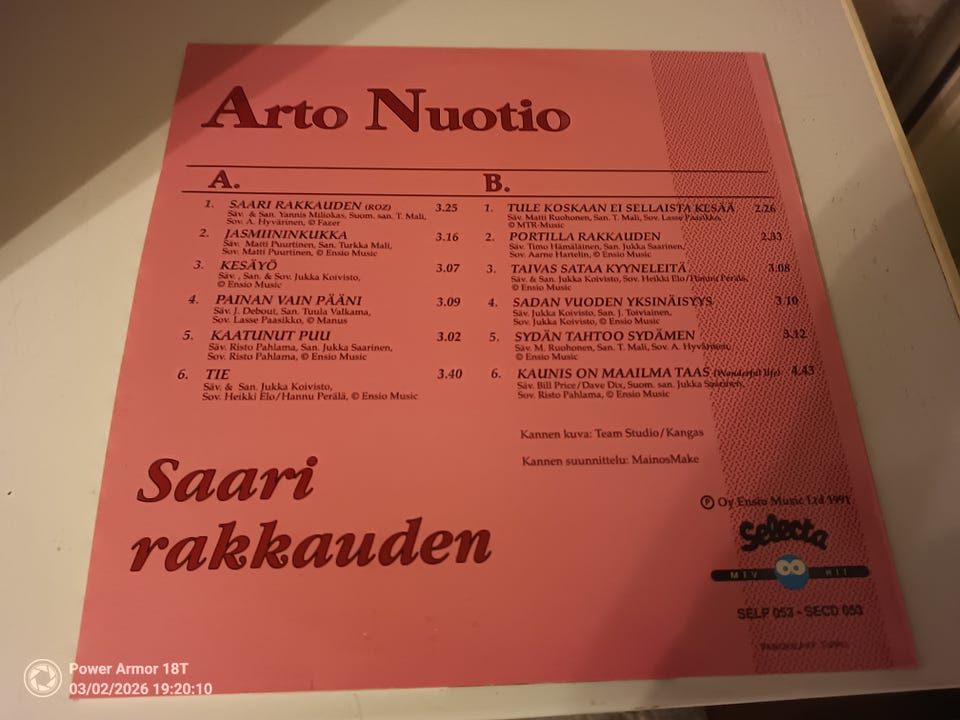 Arto Nuotio
A.
1. SAARI RAKKAUDEN (ROZ) 3.25
Säv. & San. Yannis Miliokas, Suom. san. T. Mali,
Sov. A. Hyvärinen, © Fazer
2. JASMIININKUKKA 3.16
Säv. Matti Puurtinen, San. Turkka Mali,
Sov. Matti Puurtinen, © Ensio Music
3. KESÄYÖ 3.07
Säv., San. & Sov. Jukka Koivisto,
© Ensio Music
4. PAINAN VAIN PÄÄNI 3.09
Säv. J. Debout, San. Tuula Valkama,
Sov. Lasse Paasikko, © Manus
5. KAATUNUT PUU 3.02
Säv. Risto Pahlama, San. Jukka Saarinen,
Sov. Risto Pahlama, © Ensio Music
6. TIE 3.40
Säv. & San. Jukka Koivisto,
Sov. Heikki Elo/Hannu Perälä, © Ensio Music
B.
1. TULE KOSKAAN EI SELLAISTA KESÄÄ 2.26
Säv. Matti Ruohonen, San. T. Mali, Sov. Lasse Paasikko,
© MTR-Music
2. PORTILLA RAKKAUDEN 2.33
Säv. Timo Hämäläinen, San. Jukka Saarinen,
Sov. Aarne Hartelin, © Ensio Music
3. TAIVAS SATAA KYYNELEITÄ 3.08
Säv. & San. Jukka Koivisto, Sov. Heikki Elo/Hannu Perälä,
© Ensio Music
4. SADAN VUODEN YKSINÄISYYS 3.10
Säv. Jukka Koivisto, San. J. Toiviainen,
Sov. Jukka Koivisto, © Ensio Music
5. SYDÄN TAHTOO SYDÄMEN 3.12
Säv. M. Ruohonen, San. T. Mali, Sov. A. Hyvärinen,
© Ensio Music
6. KAUNIS ON MAAILMA TAAS (Wonderful life) 4.43
Säv. Bill Price/Dave Dix, Suom. san. Jukka Saarinen,
Sov. Risto Pahlama, © Ensio Music
Kannen kuva: Team Studio/Kangas
Kannen suunnittelu: MainosMake
Saari
rakkauden
℗ Oy Ensio Music Ltd 1991
Selecta
MTV HIT
SELP 053 - SECD 053
Power Armor 18T
03/02/2026 19:20:10